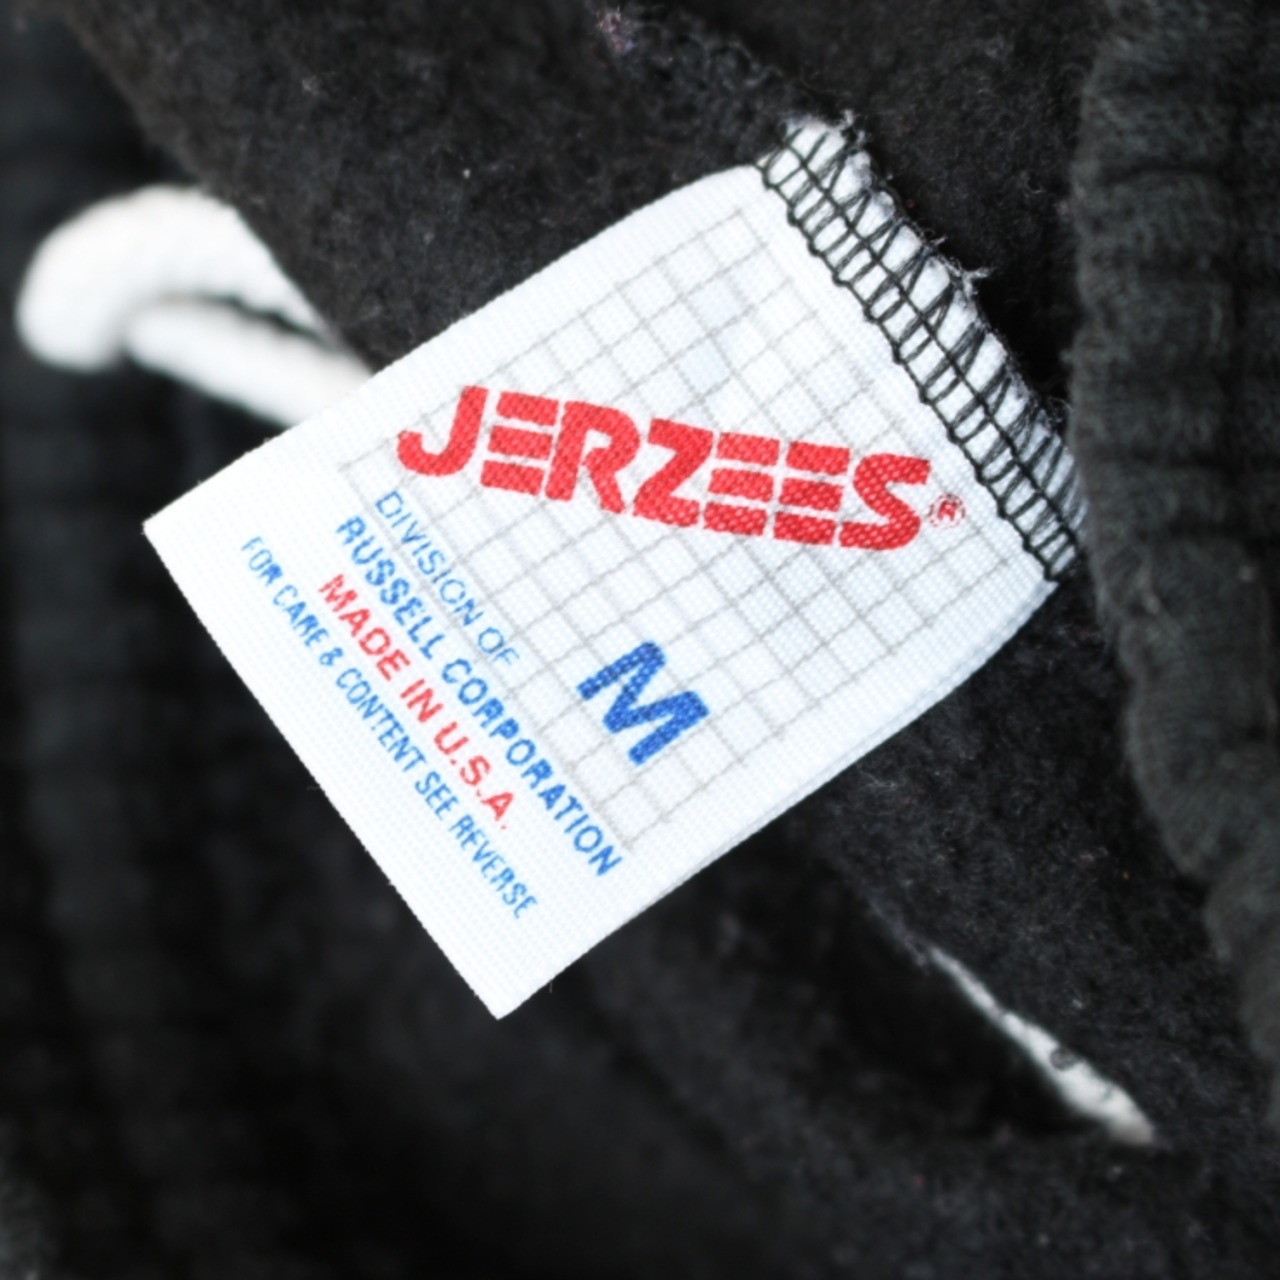 JERZEES®
M
DIVISION OF
RUSSELL CORPORATION
MADE IN U.S.A.
FOR CARE & CONTENT SEE REVERSE